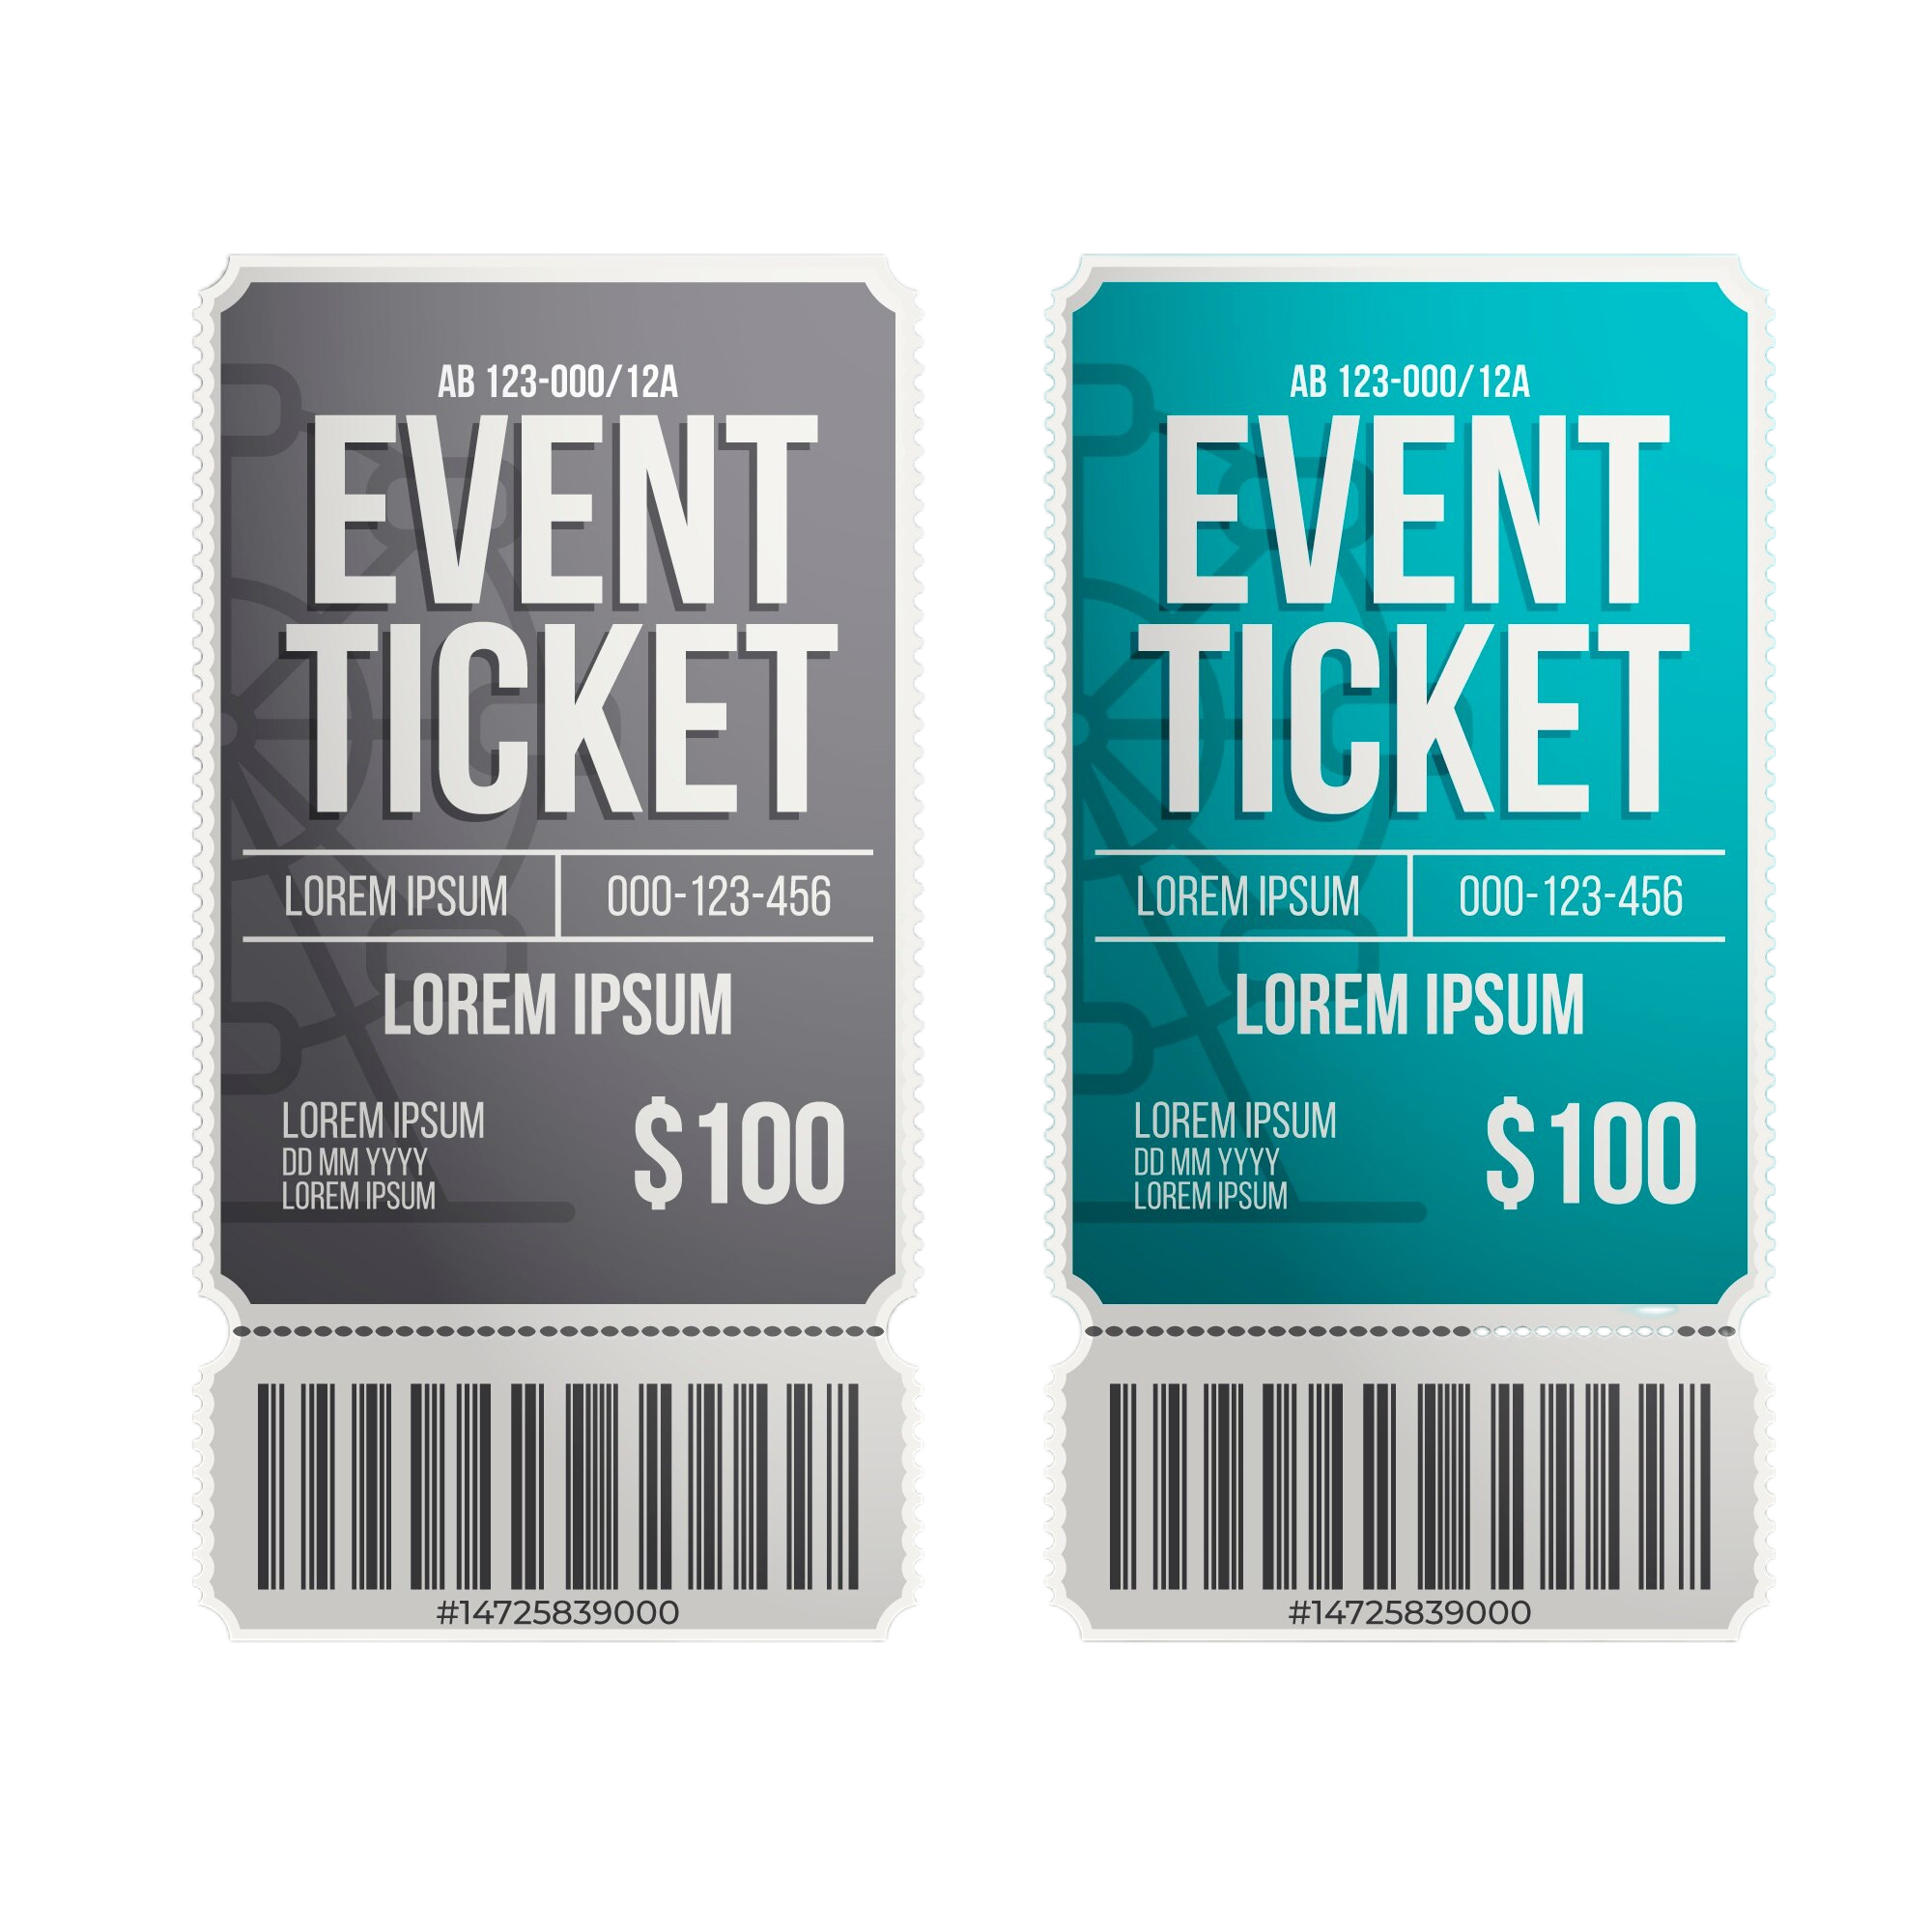 AB 123-000/12A
EVENT
TICKET
LOREM IPSUM
000-123-456
LOREM IPSUM
LOREM IPSUM
DD MM YYYY
LOREM IPSUM
$100
#14725839000
AB 123-000/12A
EVENT
TICKET
LOREM IPSUM
000-123-456
LOREM IPSUM
LOREM IPSUM
DD MM YYYY
LOREM IPSUM
$100
#14725839000